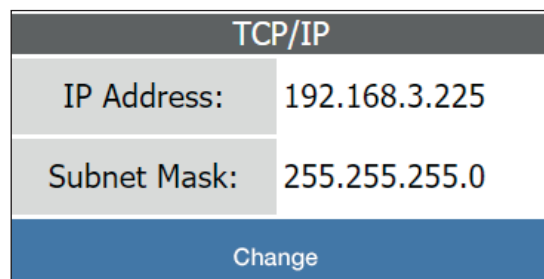 TCP/IP
IP Address: 192.168.3.225
Subnet Mask: 255.255.255.0
Change